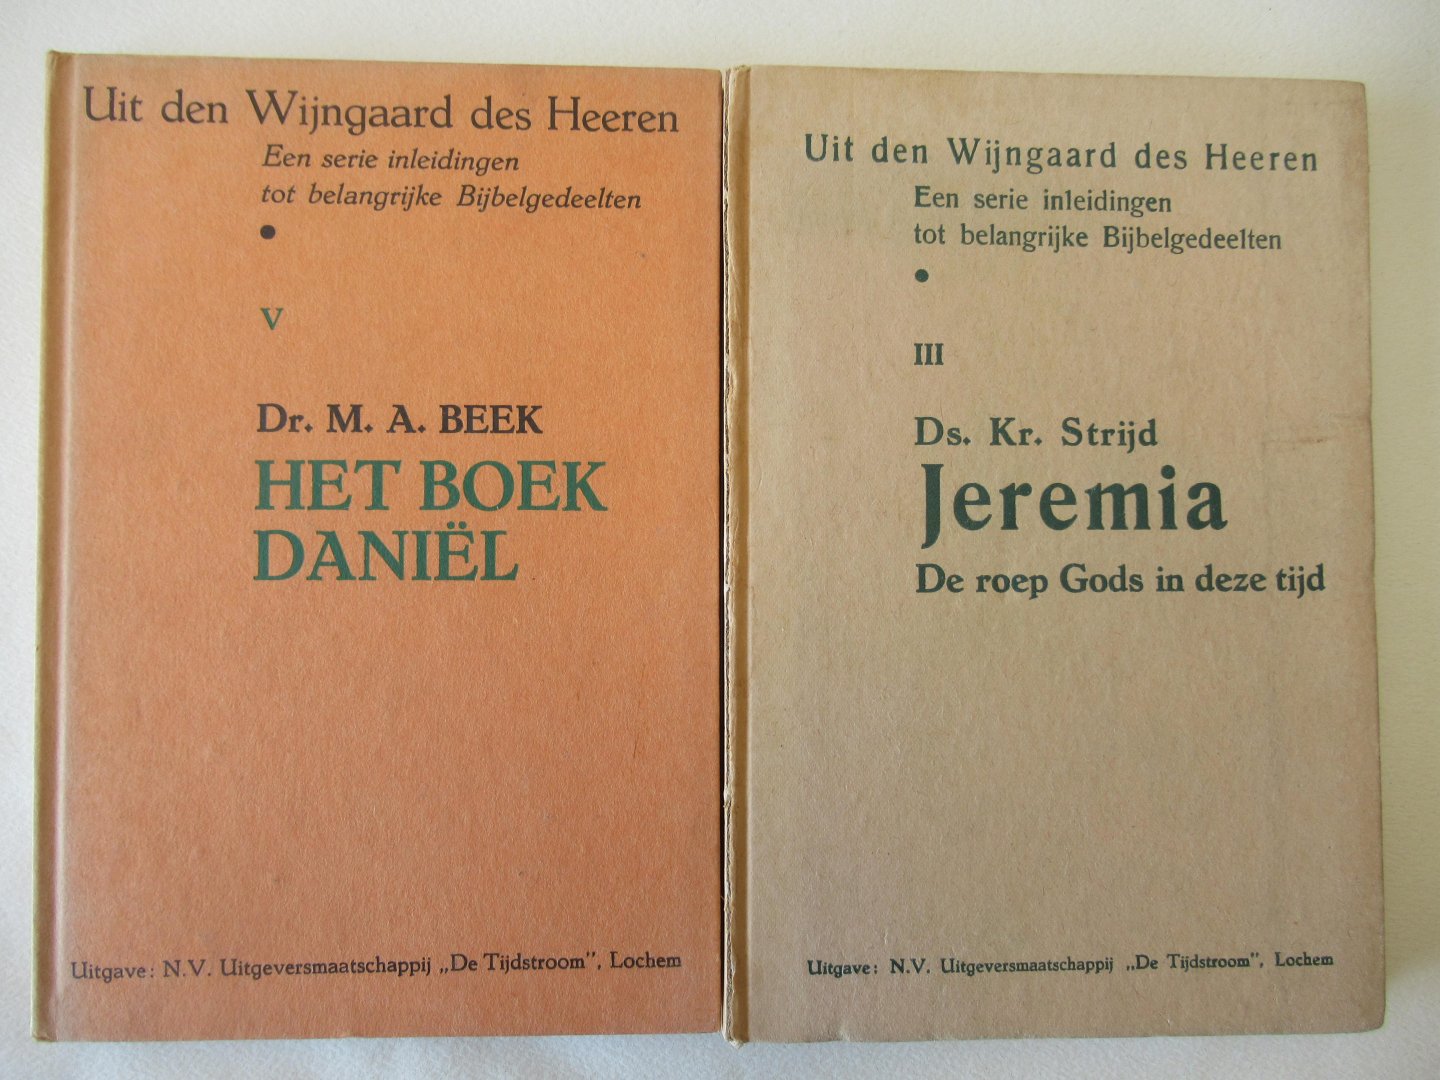 Uit den Wijngaard des Heeren
Een serie inleidingen
tot belangrijke Bijbelgedeelten
•
V
Dr. M. A. BEEK
HET BOEK
DANIËL
Uitgave: N.V. Uitgeversmaatschappij „De Tijdstroom”, Lochem
Uit den Wijngaard des Heeren
Een serie inleidingen
tot belangrijke Bijbelgedeelten
•
III
Ds. Kr. Strijd
Jeremia
De roep Gods in deze tijd
Uitgave: N.V. Uitgeversmaatschappij „De Tijdstroom”, Lochem